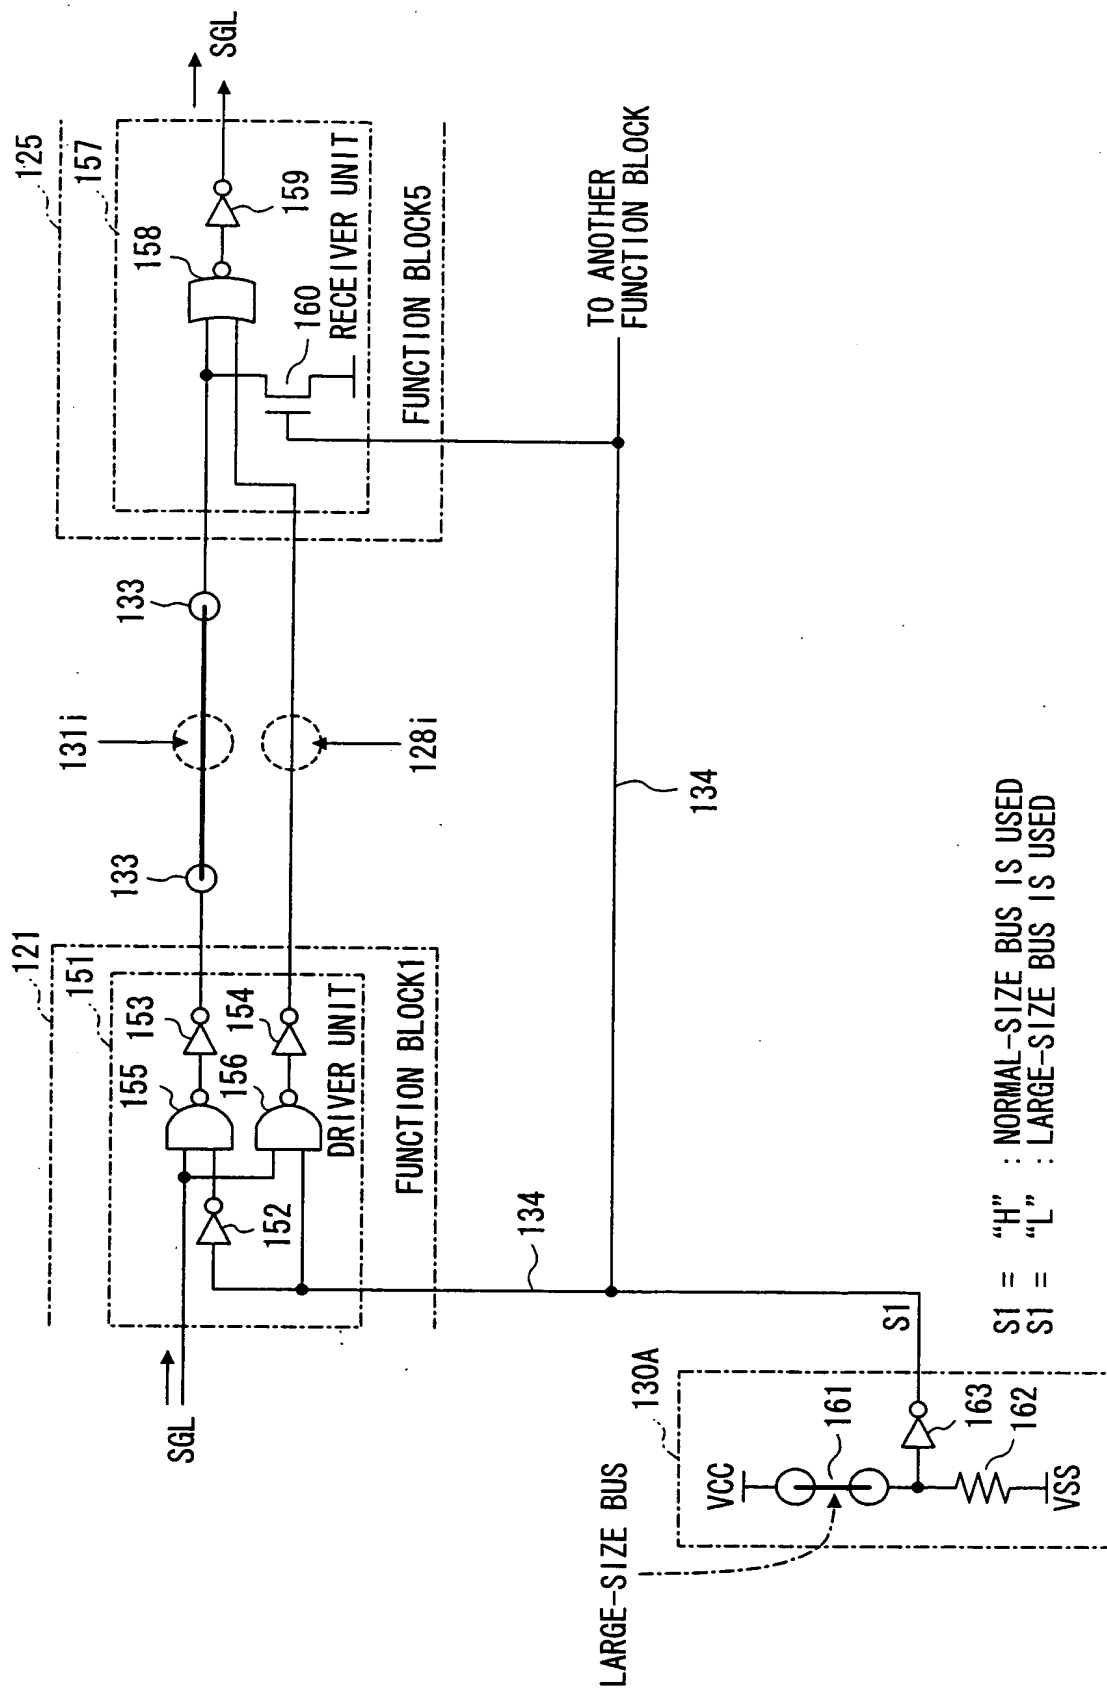 SGL
121
151
155
153
156
154
152
DRIVER UNIT
FUNCTION BLOCK1
133
131i
133
128i
125
157
158
159
160
RECEIVER UNIT
FUNCTION BLOCK5
SGL
134
134
TO ANOTHER
FUNCTION BLOCK
LARGE-SIZE BUS
130A
VCC
161
163
162
VSS
S1
S1 = "H" : NORMAL-SIZE BUS IS USED
S1 = "L" : LARGE-SIZE BUS IS USED